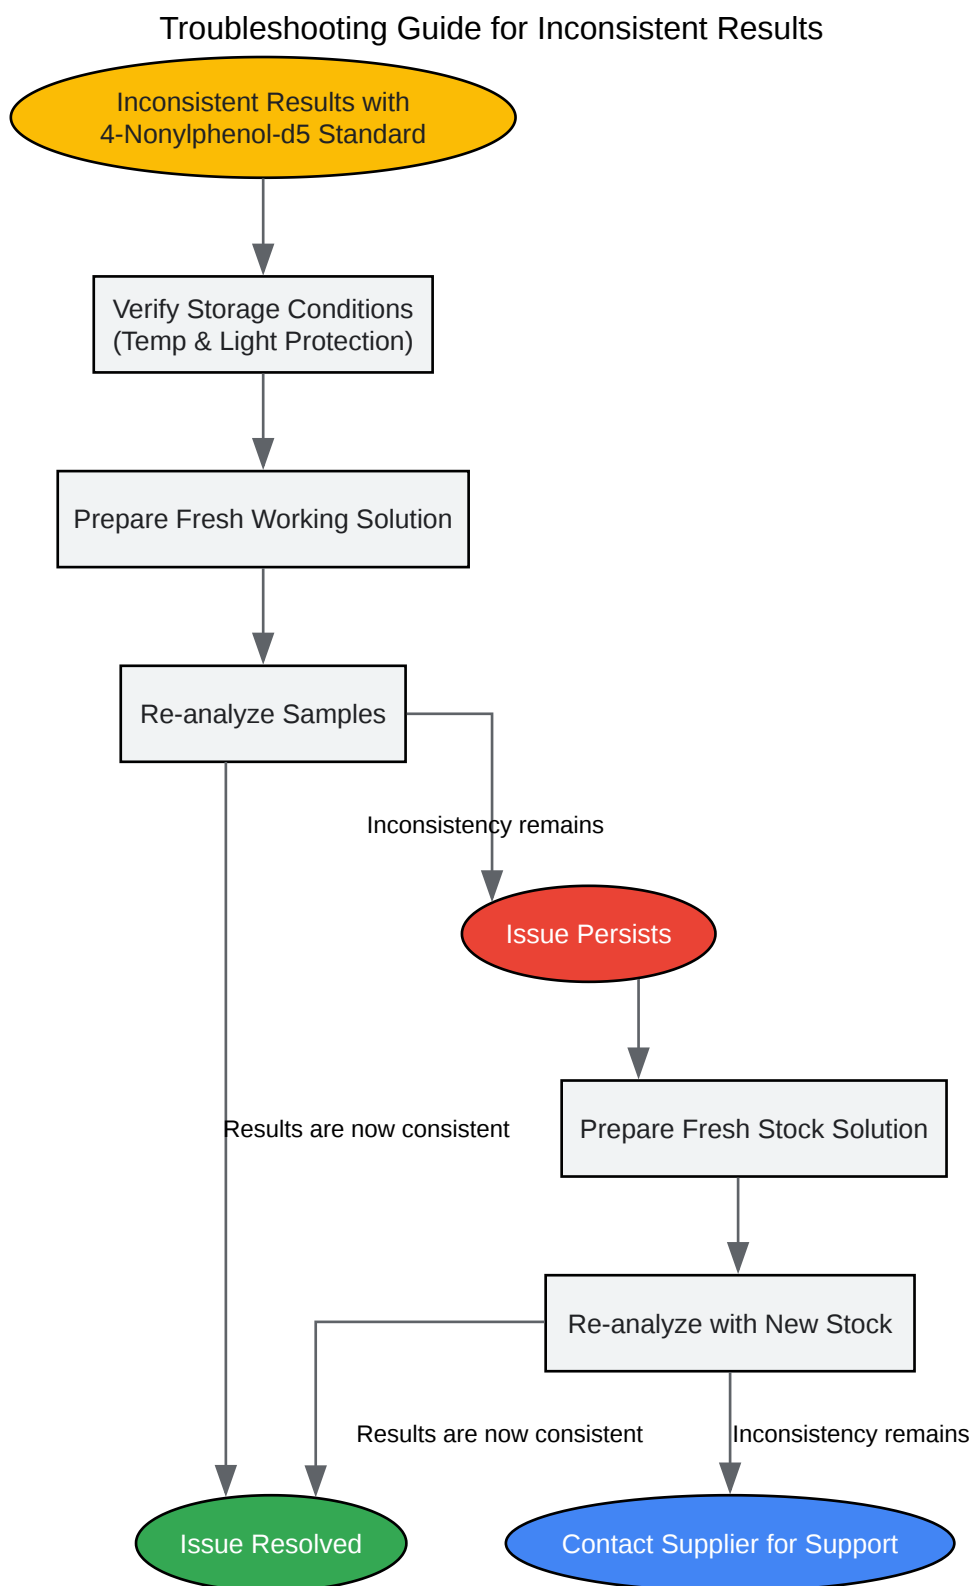 Troubleshooting Guide for Inconsistent Results
Inconsistent Results with
4-Nonylphenol-d5 Standard
Verify Storage Conditions
(Temp & Light Protection)
Prepare Fresh Working Solution
Re-analyze Samples
Inconsistency remains
Issue Persists
Results are now consistent
Prepare Fresh Stock Solution
Re-analyze with New Stock
Results are now consistent
Inconsistency remains
Issue Resolved
Contact Supplier for Support